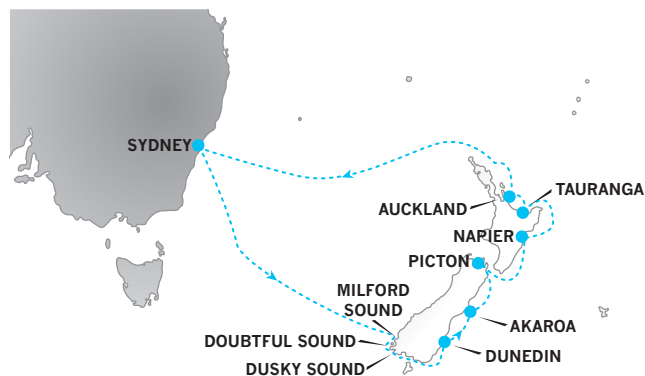 SYDNEY
TAURANGA
AUCKLAND
NAPIER
PICTON
MILFORD
SOUND
AKAROA
DOUBTFUL SOUND
DUNEDIN
DUSKY SOUND